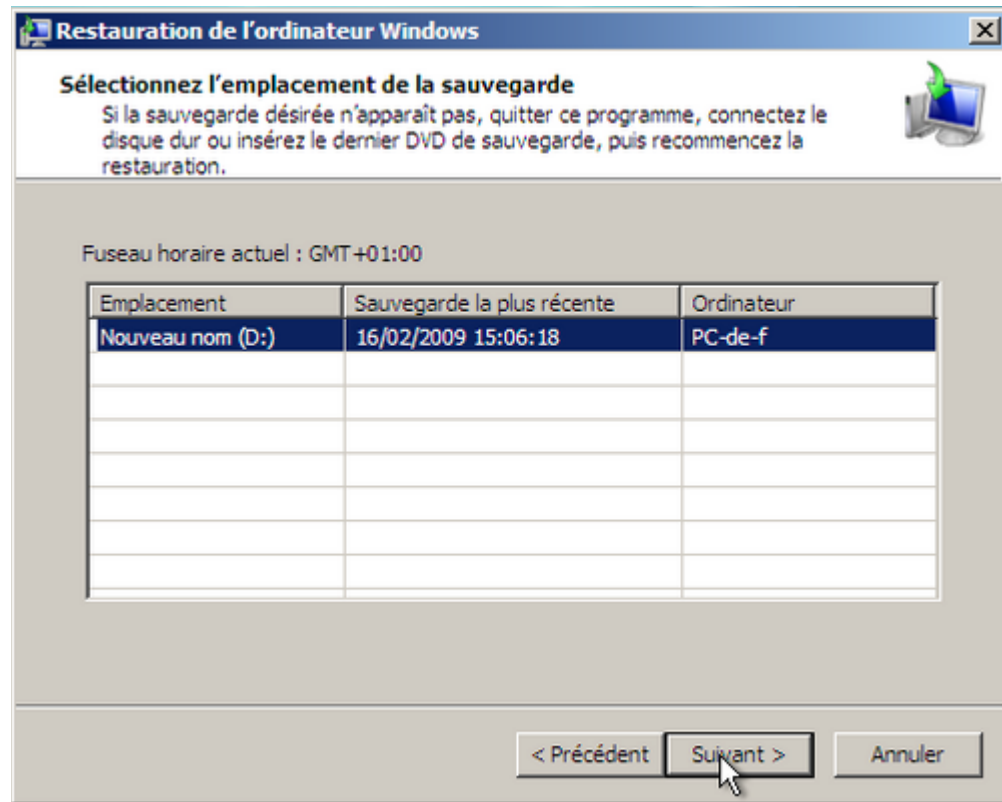 Restauration de l'ordinateur Windows
Sélectionnez l'emplacement de la sauvegarde
Si la sauvegarde désirée n'apparaît pas, quitter ce programme, connectez le
disque dur ou insérez le dernier DVD de sauvegarde, puis recommencez la
restauration.
Fuseau horaire actuel : GMT+01:00
Emplacement Sauvegarde la plus récente Ordinateur
Nouveau nom (D:) 16/02/2009 15:06:18 PC-de-f
< Précédent Suivant > Annuler